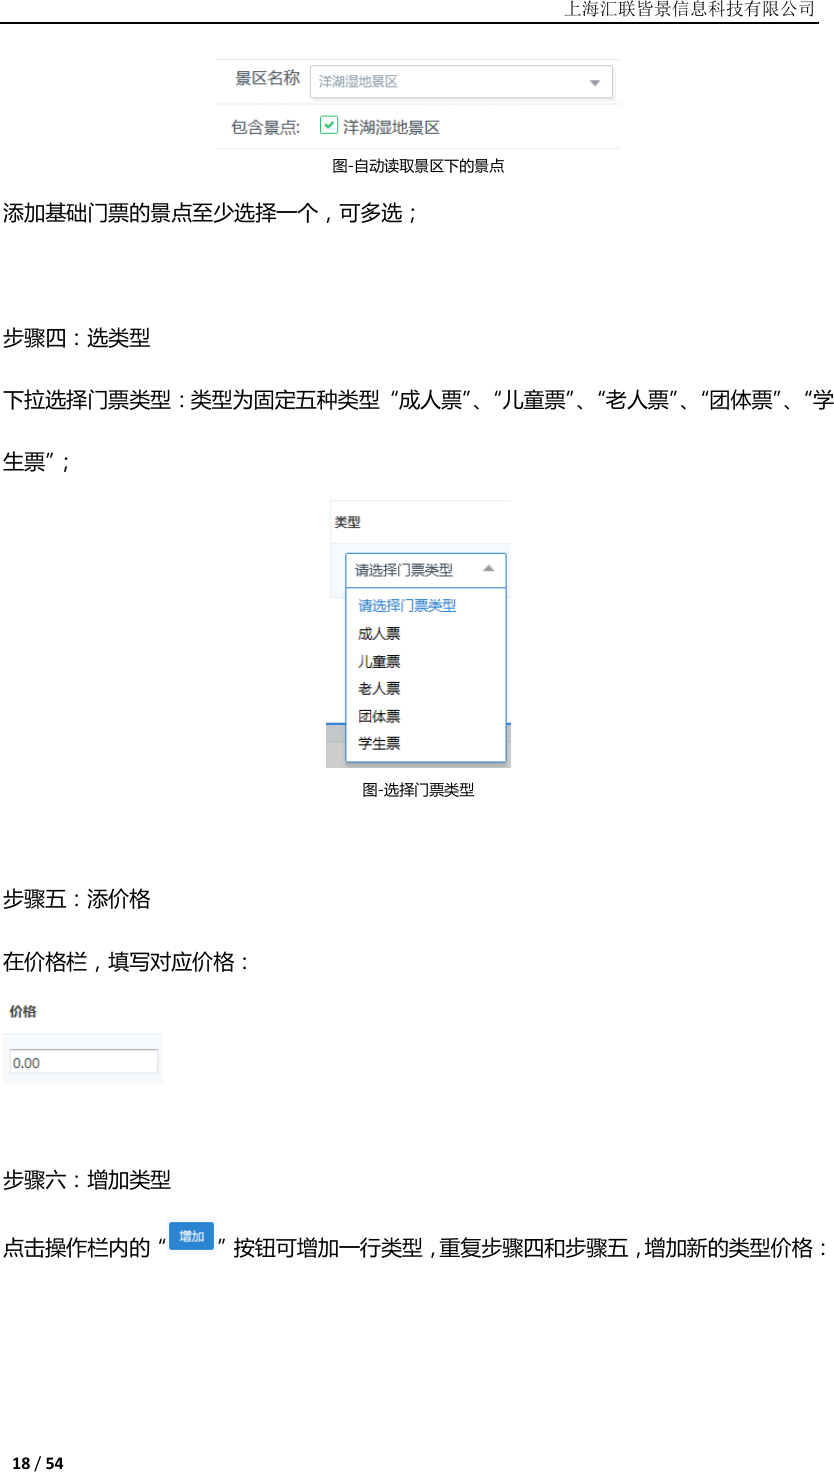 上海汇联皆景信息科技有限公司
景区名称 洋湖湿地景区
包含景点: 洋湖湿地景区
图-自动读取景区下的景点
添加基础门票的景点至少选择一个，可多选；
步骤四：选类型
下拉选择门票类型：类型为固定五种类型“成人票”、“儿童票”、“老人票”、“团体票”、“学
生票”；
类型
请选择门票类型
请选择门票类型
成人票
儿童票
老人票
团体票
学生票
图-选择门票类型
步骤五：添价格
在价格栏，填写对应价格：
价格
0.00
步骤六：增加类型
点击操作栏内的“增加”按钮可增加一行类型，重复步骤四和步骤五，增加新的类型价格：
18 / 54